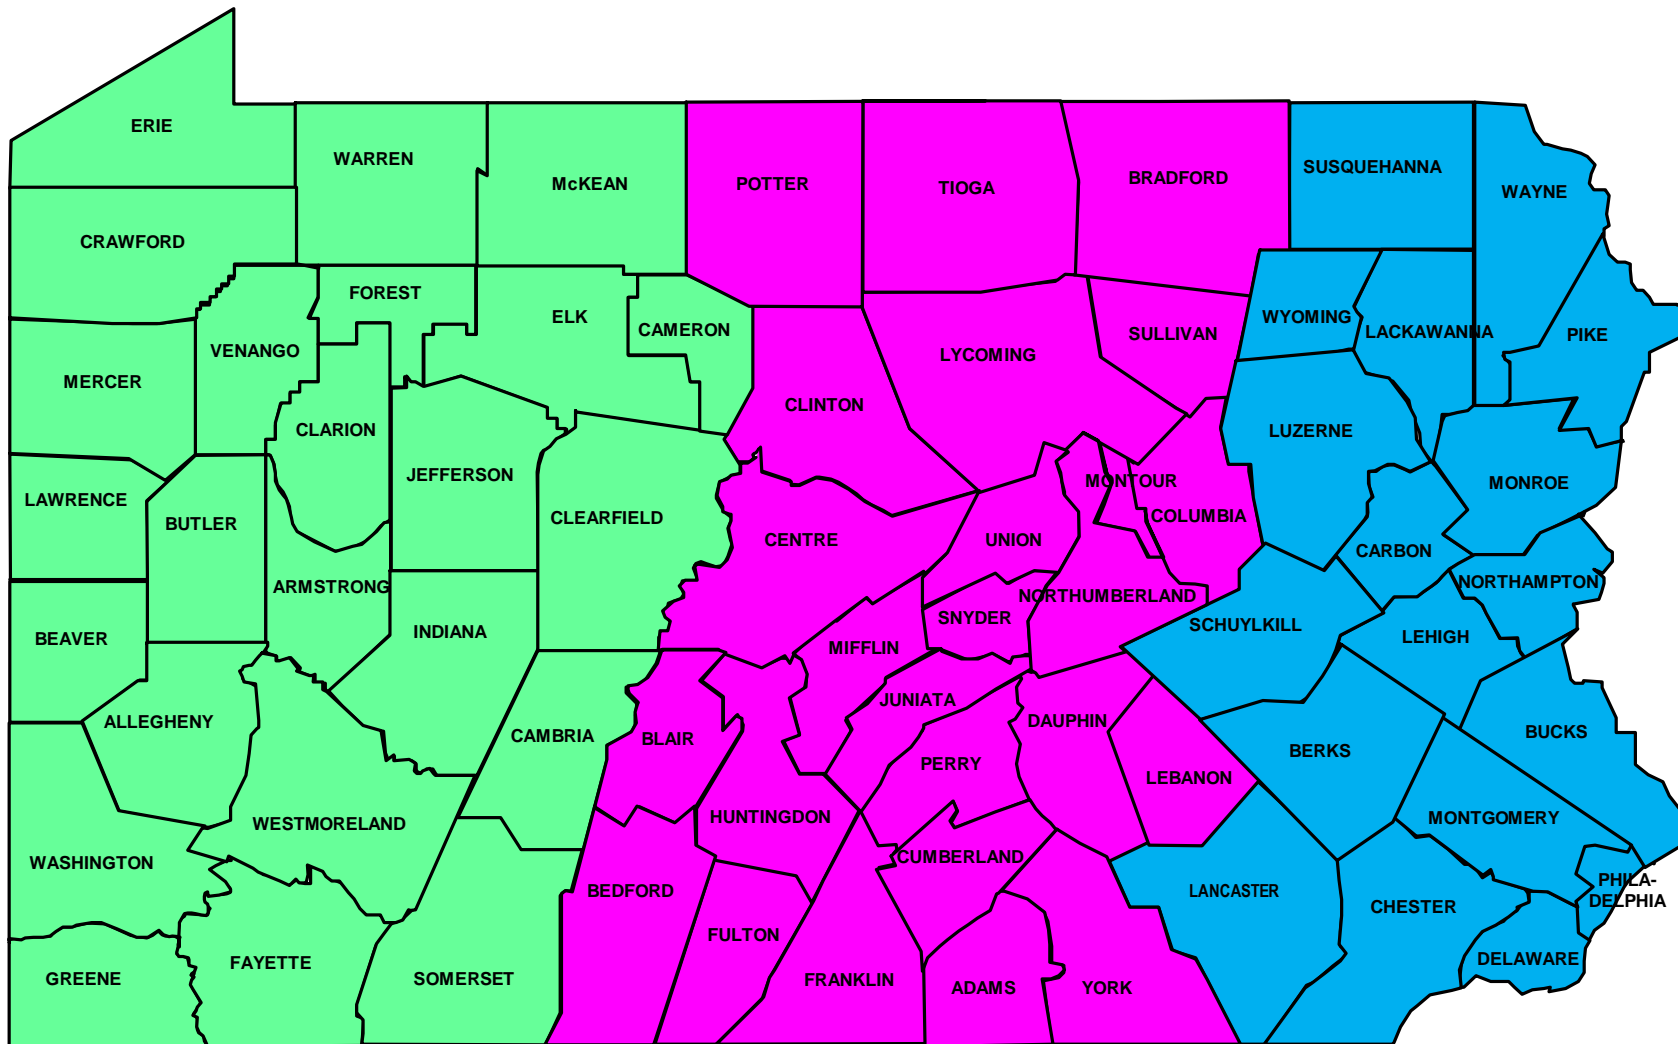 ERIE
WARREN
McKEAN
POTTER
TIOGA
BRADFORD
SUSQUEHANNA
WAYNE
CRAWFORD
FOREST
ELK
CAMERON
VENANGO
MERCER
CLARION
JEFFERSON
CLINTON
LYCOMING
SULLIVAN
WYOMING
LACKAWANNA
PIKE
LUZERNE
MONROE
LAWRENCE
BUTLER
ARMSTRONG
CLEARFIELD
CENTRE
UNION
MONTOUR
COLUMBIA
CARBON
NORTHAMPTON
BEAVER
INDIANA
MIFFLIN
SNYDER
NORTHUMBERLAND
SCHUYLKILL
LEHIGH
ALLEGHENY
CAMBRIA
BLAIR
JUNIATA
DAUPHIN
PERRY
LEBANON
BERKS
BUCKS
WESTMORELAND
HUNTINGDON
MONTGOMERY
WASHINGTON
BEDFORD
CUMBERLAND
LANCASTER
CHESTER
PHILA-
DELPHIA
GREENE
FAYETTE
SOMERSET
FULTON
FRANKLIN
ADAMS
YORK
DELAWARE